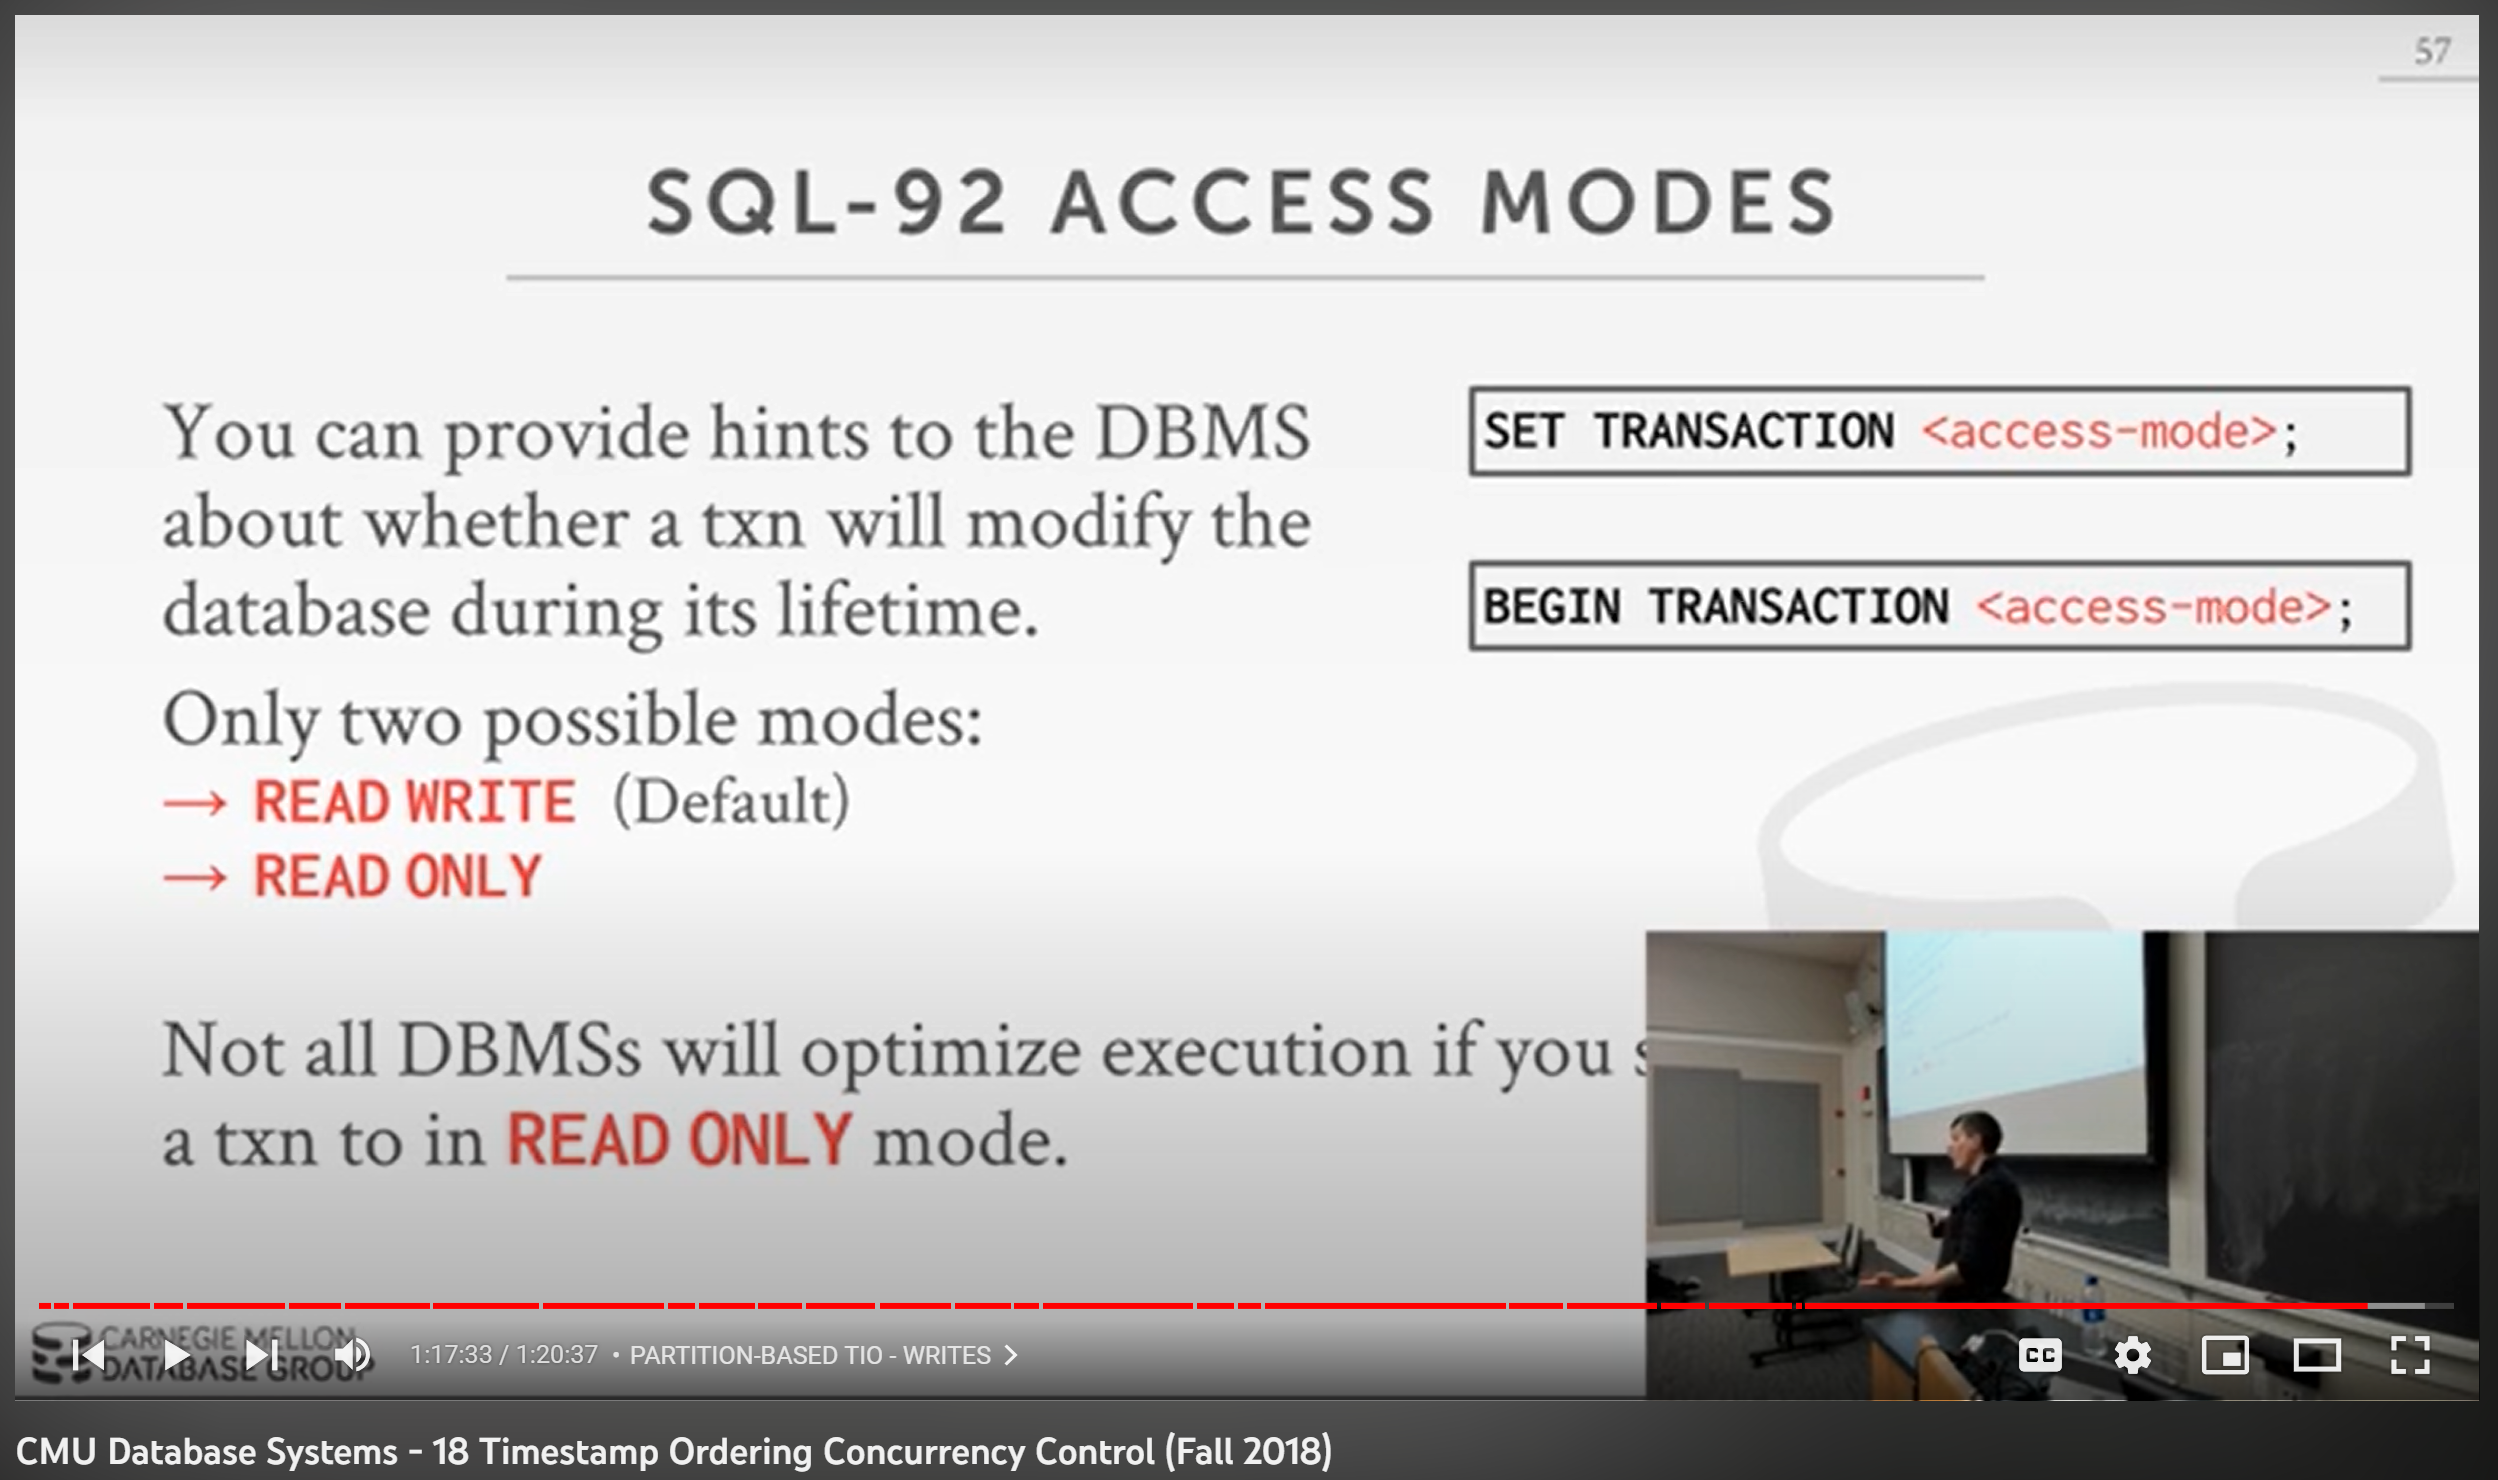 57
SQL-92 ACCESS MODES
You can provide hints to the DBMS
about whether a txn will modify the
database during its lifetime.
Only two possible modes:
→ READ WRITE (Default)
→ READ ONLY
Not all DBMSs will optimize execution if you
a txn to in READ ONLY mode.
SET TRANSACTION <access-mode>;
BEGIN TRANSACTION <access-mode>;
CARNEGIE MELLON
DATABASE GROUP
1:17:33 / 1:20:37 • PARTITION-BASED T/O - WRITES
CC
CMU Database Systems - 18 Timestamp Ordering Concurrency Control (Fall 2018)